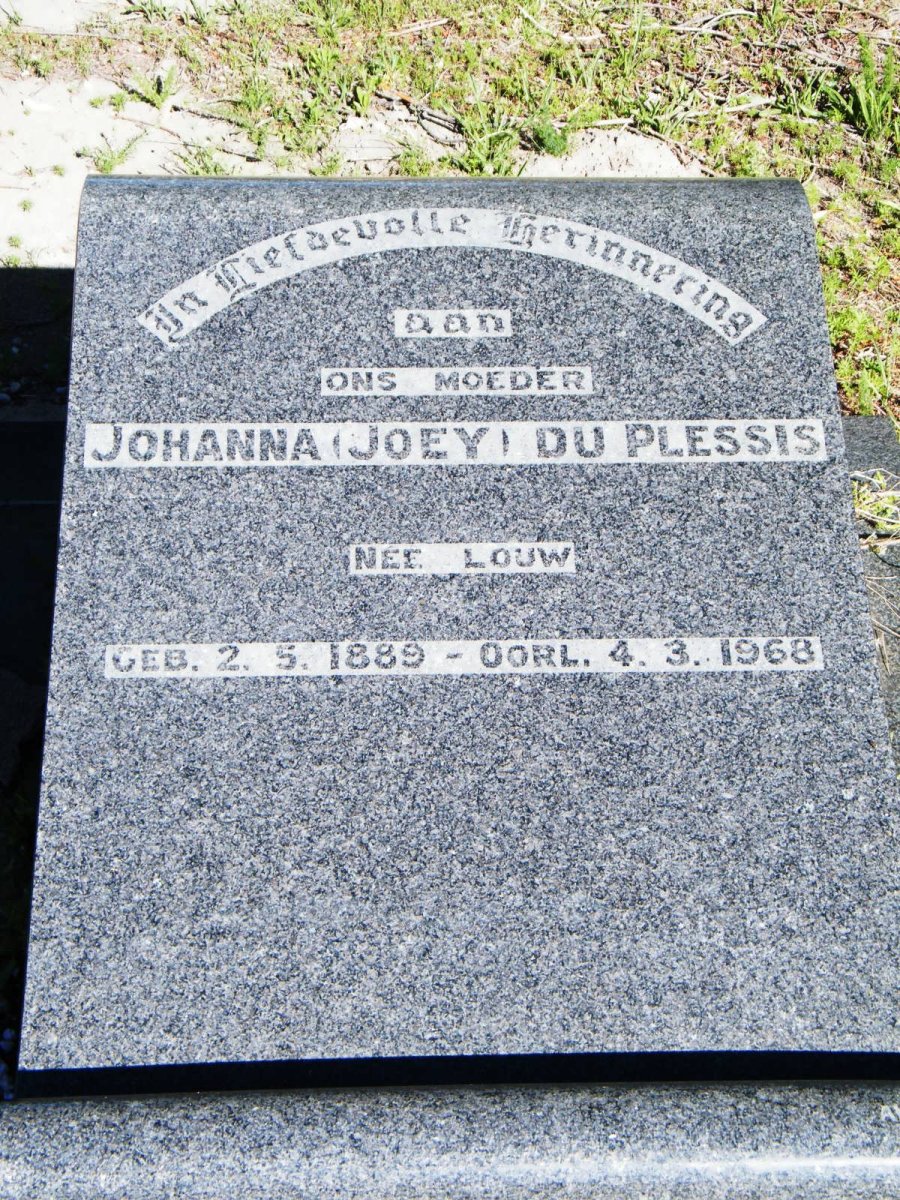 In Liefdevolle Herinnering
aan
ONS MOEDER
JOHANNA (JOEY) DU PLESSIS
NEE LOUW
GEB. 2. 5. 1889 - OORL. 4. 3. 1968